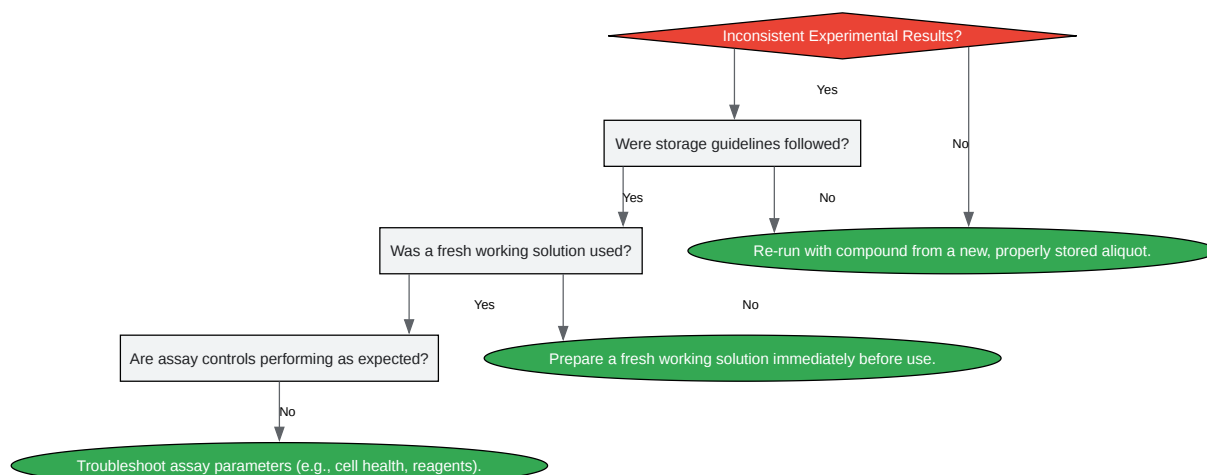 Inconsistent Experimental Results?
Yes
Were storage guidelines followed?
No
Yes
No
Was a fresh working solution used?
Re-run with compound from a new, properly stored aliquot.
Yes
No
Are assay controls performing as expected?
Prepare a fresh working solution immediately before use.
No
Troubleshoot assay parameters (e.g., cell health, reagents).